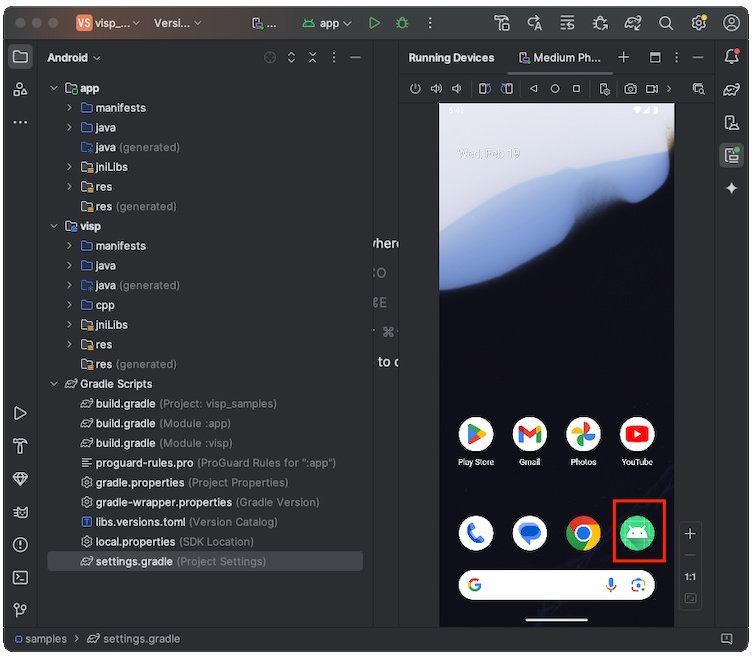 VS visp_... Versi... ... app
Android
Running Devices Medium Ph...
app
manifests
java
java (generated)
jniLibs
res
res (generated)
visp
manifests
java
java (generated)
cpp
jniLibs
res
res (generated)
Gradle Scripts
build.gradle (Project: visp_samples)
build.gradle (Module :app)
build.gradle (Module :visp)
proguard-rules.pro (ProGuard Rules for ":app")
gradle.properties (Project Properties)
gradle-wrapper.properties (Gradle Version)
libs.versions.toml (Version Catalog)
local.properties (SDK Location)
settings.gradle (Project Settings)
where
⌘E
to
Wed, Feb 19
Play Store Gmail Photos YouTube
G
1:1
samples > settings.gradle